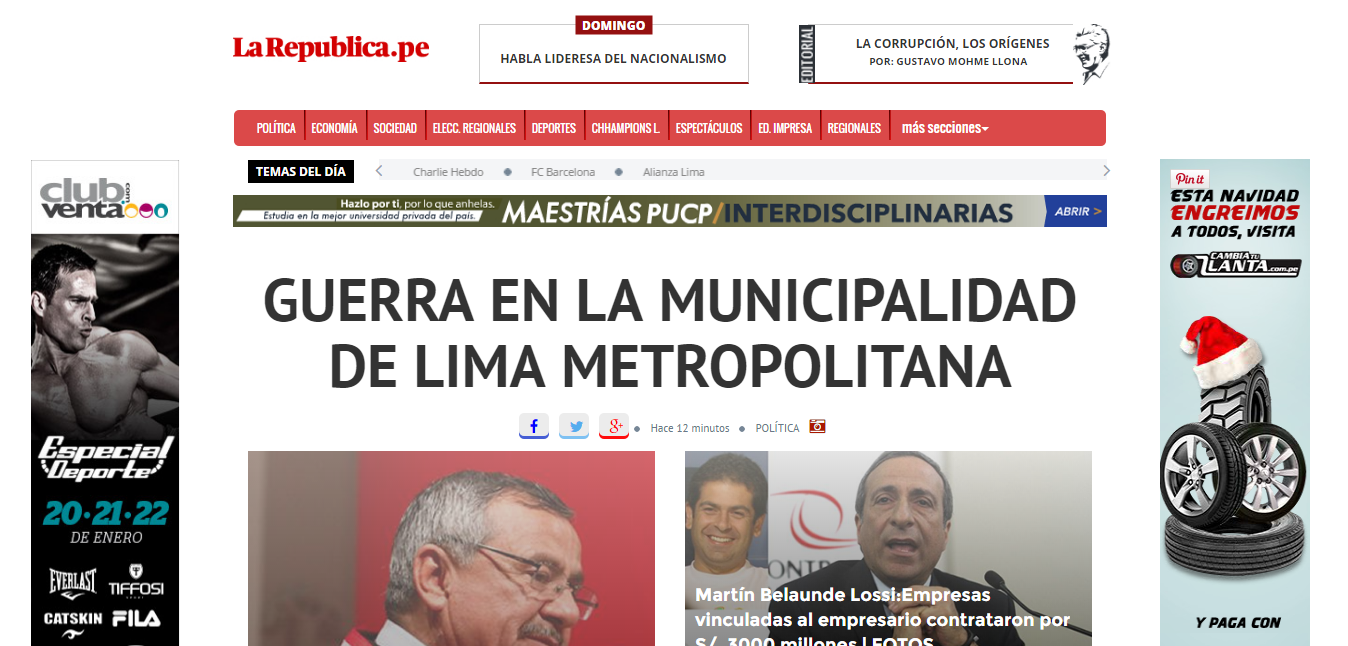 LaRepublica.pe
DOMINGO
HABLA LIDERESA DEL NACIONALISMO
EDITORIAL
LA CORRUPCIÓN, LOS ORÍGENES
POR: GUSTAVO MOHME LLONA
POLÍTICA ECONOMÍA SOCIEDAD ELECC. REGIONALES DEPORTES CHHAMPIONS L. ESPECTÁCULOS ED. IMPRESA REGIONALES más secciones
TEMAS DEL DÍA
Charlie Hebdo FC Barcelona Alianza Lima
Hazlo por ti, por lo que anhelas.
Estudia en la mejor universidad privada del país.
MAESTRÍAS PUCP/INTERDISCIPLINARIAS
ABRIR >
GUERRA EN LA MUNICIPALIDAD
DE LIMA METROPOLITANA
Hace 12 minutos POLÍTICA
Martín Belaunde Lossi:Empresas
vinculadas al empresario contrataron por
S/. 3000 millones | FOTOS
club
venta.com
Especial
Deporte
20·21·22
DE ENERO
EVERLAST
TIFFOSI
CATSKIN FILA
Pin it
ESTA NAVIDAD
ENGREIMOS
A TODOS, VISITA
CAMBIA TU
LLANTA.com.pe
Y PAGA CON